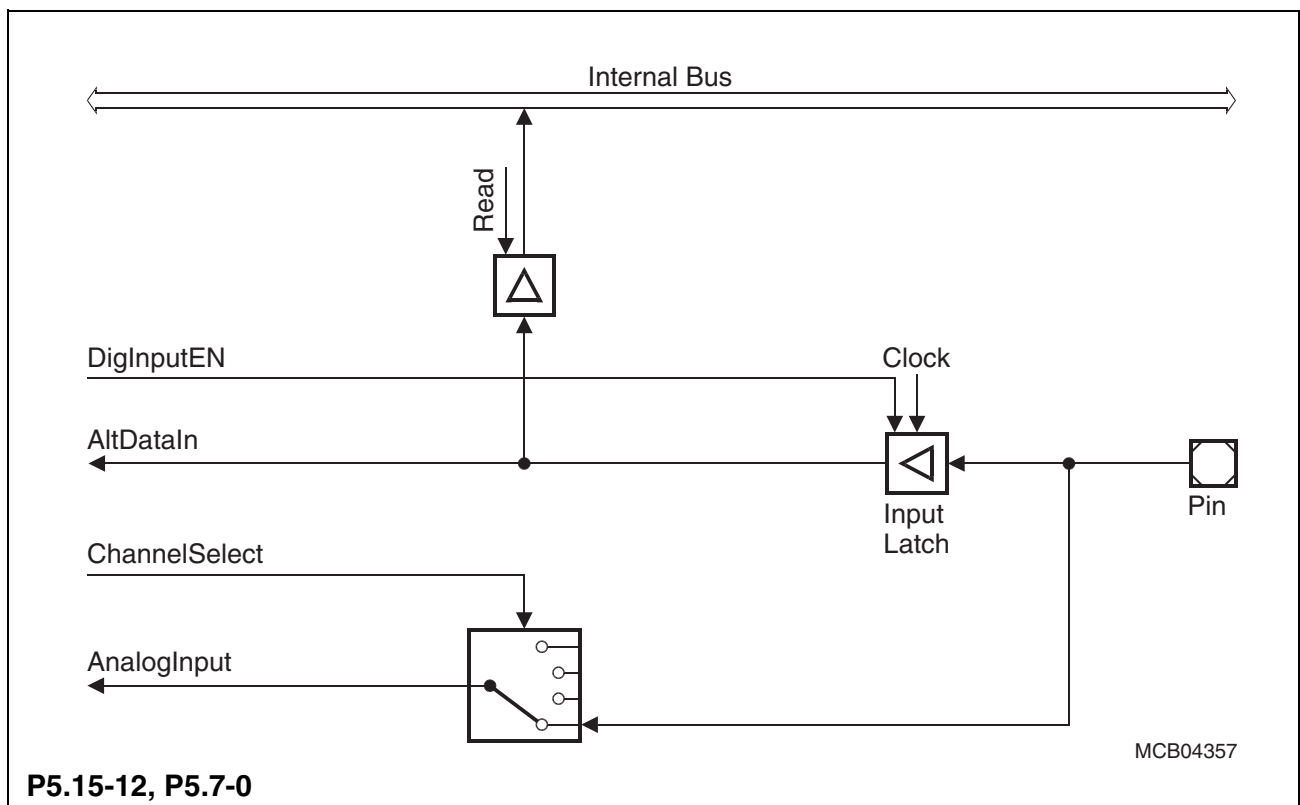 Internal Bus
Read
DigInputEN
Clock
AltDataIn
Input
Latch
Pin
ChannelSelect
AnalogInput
MCB04357
P5.15-12, P5.7-0